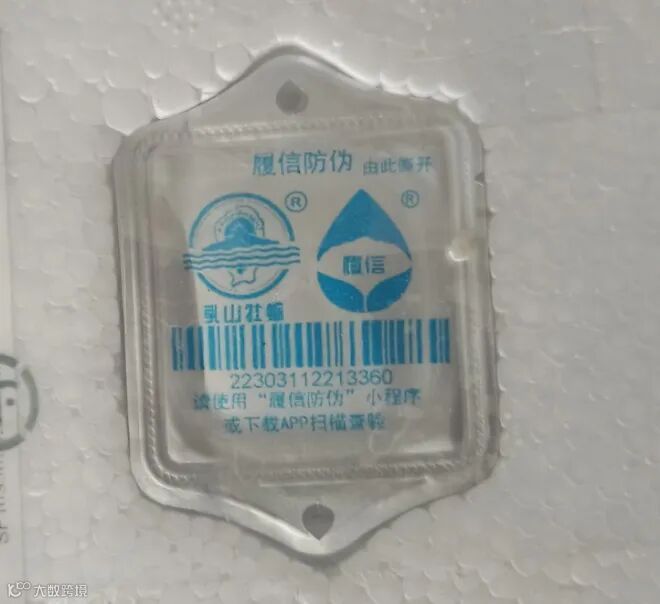 履信防伪 由此撕开
® ®
履信
乳山牡蛎
22303112213360
请使用“履信防伪”小程序
或下载APP扫描查验
大数跨境